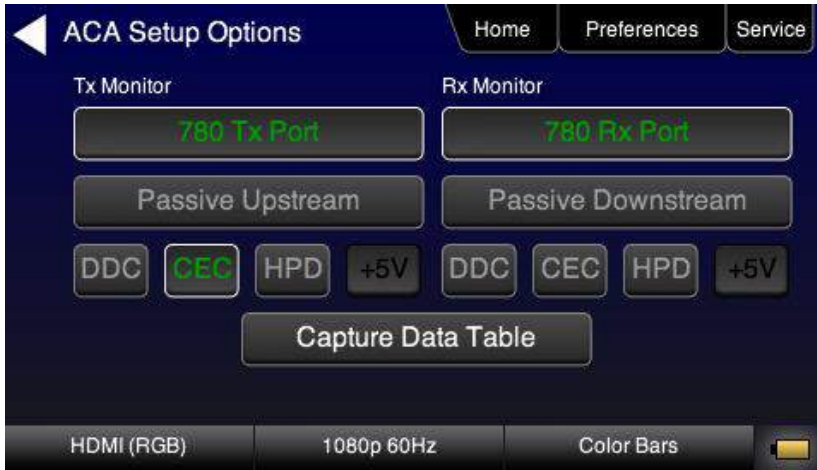 ACA Setup Options
Home
Preferences
Service
Tx Monitor
Rx Monitor
780 Tx Port
780 Rx Port
Passive Upstream
Passive Downstream
DDC CEC HPD +5V
DDC CEC HPD +5V
Capture Data Table
HDMI (RGB)
1080p 60Hz
Color Bars